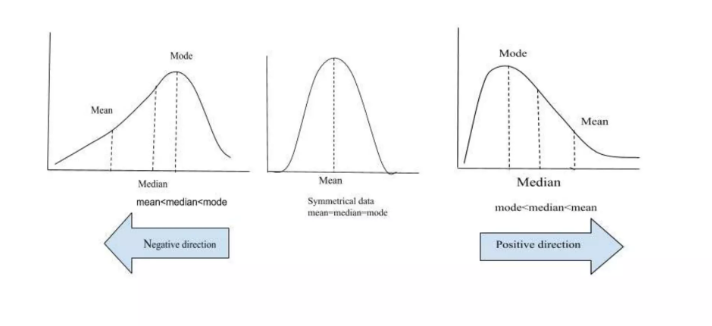 Mode
Mean
Median
mean<median<mode
Negative direction
Mean
Symmetrical data
mean=median=mode
Mode
Mean
Median
mode<median<mean
Positive direction